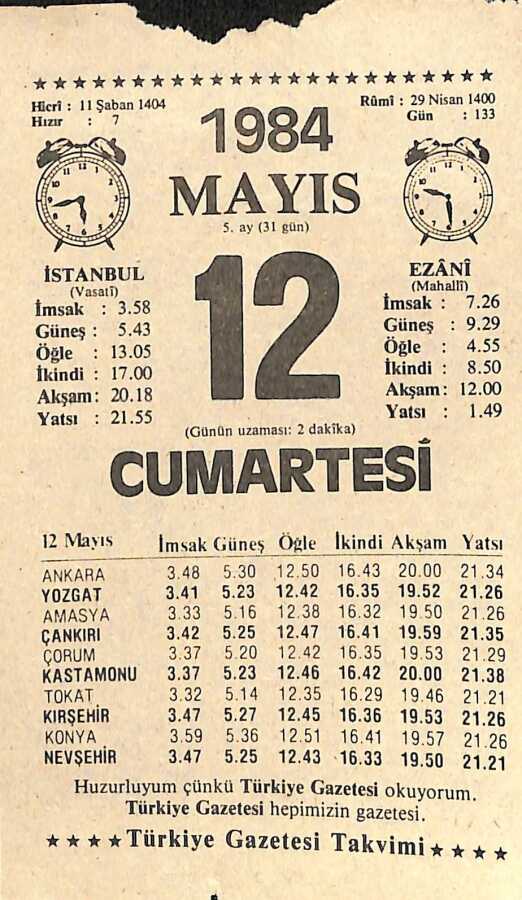 Hicrî : 11 Şaban 1404
Hızır : 7
1984
MAYIS
5. ay (31 gün)
Rûmî : 29 Nisan 1400
Gün : 133
İSTANBUL
(Vasatî)
İmsak : 3.58
Güneş : 5.43
Öğle : 13.05
İkindi : 17.00
Akşam: 20.18
Yatsı : 21.55
12
(Günün uzaması: 2 dakîka)
EZÂNÎ
(Mahallî)
İmsak : 7.26
Güneş : 9.29
Öğle : 4.55
İkindi : 8.50
Akşam: 12.00
Yatsı : 1.49
CUMARTESİ
12 Mayıs İmsak Güneş Öğle İkindi Akşam Yatsı
ANKARA 3.48 5.30 12.50 16.43 20.00 21.34
YOZGAT 3.41 5.23 12.42 16.35 19.52 21.26
AMASYA 3.33 5.16 12.38 16.32 19.50 21.26
ÇANKIRI 3.42 5.25 12.47 16.41 19.59 21.35
ÇORUM 3.37 5.20 12.42 16.35 19.53 21.29
KASTAMONU 3.37 5.23 12.46 16.42 20.00 21.38
TOKAT 3.32 5.14 12.35 16.29 19.46 21.21
KIRŞEHİR 3.47 5.27 12.45 16.36 19.53 21.26
KONYA 3.59 5.36 12.51 16.41 19.57 21.26
NEVŞEHİR 3.47 5.25 12.43 16.33 19.50 21.21
Huzurluyum çünkü Türkiye Gazetesi okuyorum.
Türkiye Gazetesi hepimizin gazetesi.
Türkiye Gazetesi Takvimi